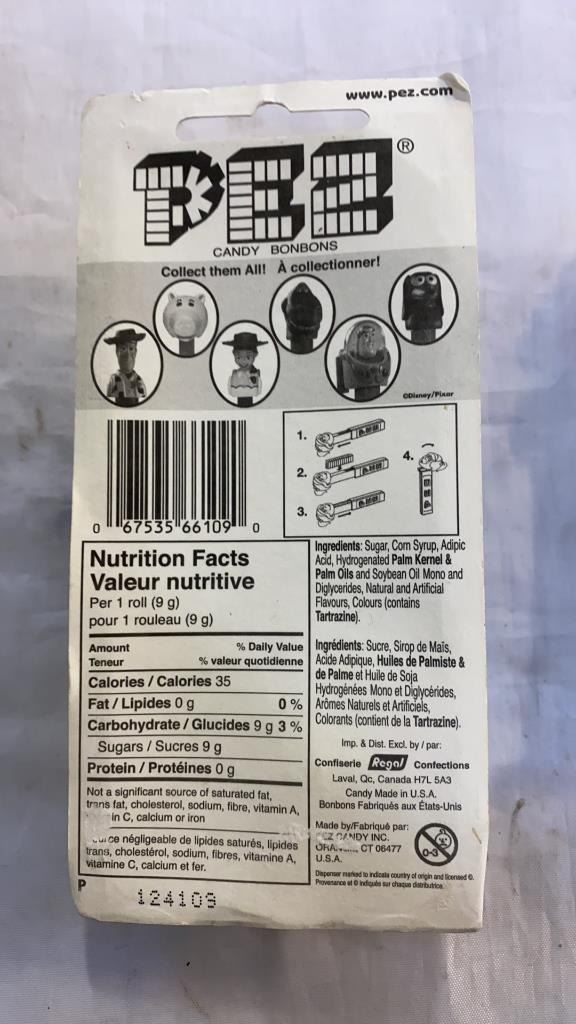 www.pez.com
PEZ®
CANDY BONBONS
Collect them All! À collectionner!
©Disney/Pixar
1.
2.
3.
4.
0 67535 66109 0
Nutrition Facts
Valeur nutritive
Per 1 roll (9 g)
pour 1 rouleau (9 g)
Amount % Daily Value
Teneur % valeur quotidienne
Calories / Calories 35
Fat / Lipides 0 g 0 %
Carbohydrate / Glucides 9 g 3 %
Sugars / Sucres 9 g
Protein / Protéines 0 g
Not a significant source of saturated fat,
trans fat, cholesterol, sodium, fibre, vitamin A,
in C, calcium or iron
négligeable de lipides saturés, lipides
trans, cholestérol, sodium, fibres, vitamine A,
vitamine C, calcium et fer.
P
124109
Ingredients: Sugar, Corn Syrup, Adipic
Acid, Hydrogenated Palm Kernel &
Palm Oils and Soybean Oil Mono and
Diglycerides, Natural and Artificial
Flavours, Colours (contains
Tartrazine).
Ingrédients: Sucre, Sirop de Maïs,
Acide Adipique, Huiles de Palmiste &
de Palme et Huile de Soja
Hydrogénées Mono et Diglycérides,
Arômes Naturels et Artificiels,
Colorants (contient de la Tartrazine).
Imp. & Dist. Excl. by / par:
Confiserie Regal Confections
Laval, Qc, Canada H7L 5A3
Candy Made in U.S.A.
Bonbons Fabriqués aux États-Unis
Made by/Fabriqué par:
PEZ CANDY INC.
CT 06477
U.S.A.
0-3
Dispenser marked to indicate country of origin and licensed ©.
Provenance et © indiqués sur chaque distributrice.